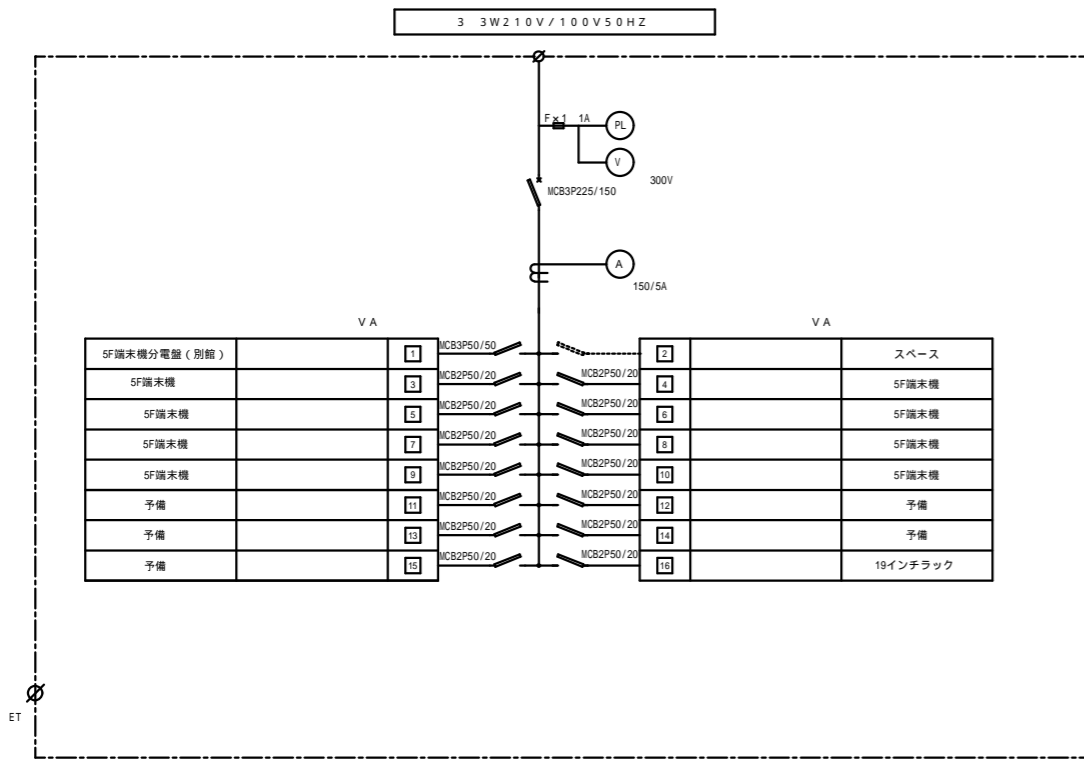 3 3W210V/100V50HZ
F×1 1A PL
V
300V
MCB3P225/150
A
150/5A
VA VA
5F端末機分電盤(別館) 1 MCB3P50/50 2 スペース
5F端末機 3 MCB2P50/20 MCB2P50/20 4 5F端末機
5F端末機 5 MCB2P50/20 MCB2P50/20 6 5F端末機
5F端末機 7 MCB2P50/20 MCB2P50/20 8 5F端末機
5F端末機 9 MCB2P50/20 MCB2P50/20 10 5F端末機
予備 11 MCB2P50/20 MCB2P50/20 12 予備
予備 13 MCB2P50/20 MCB2P50/20 14 予備
予備 15 MCB2P50/20 MCB2P50/20 16 19インチラック
ET